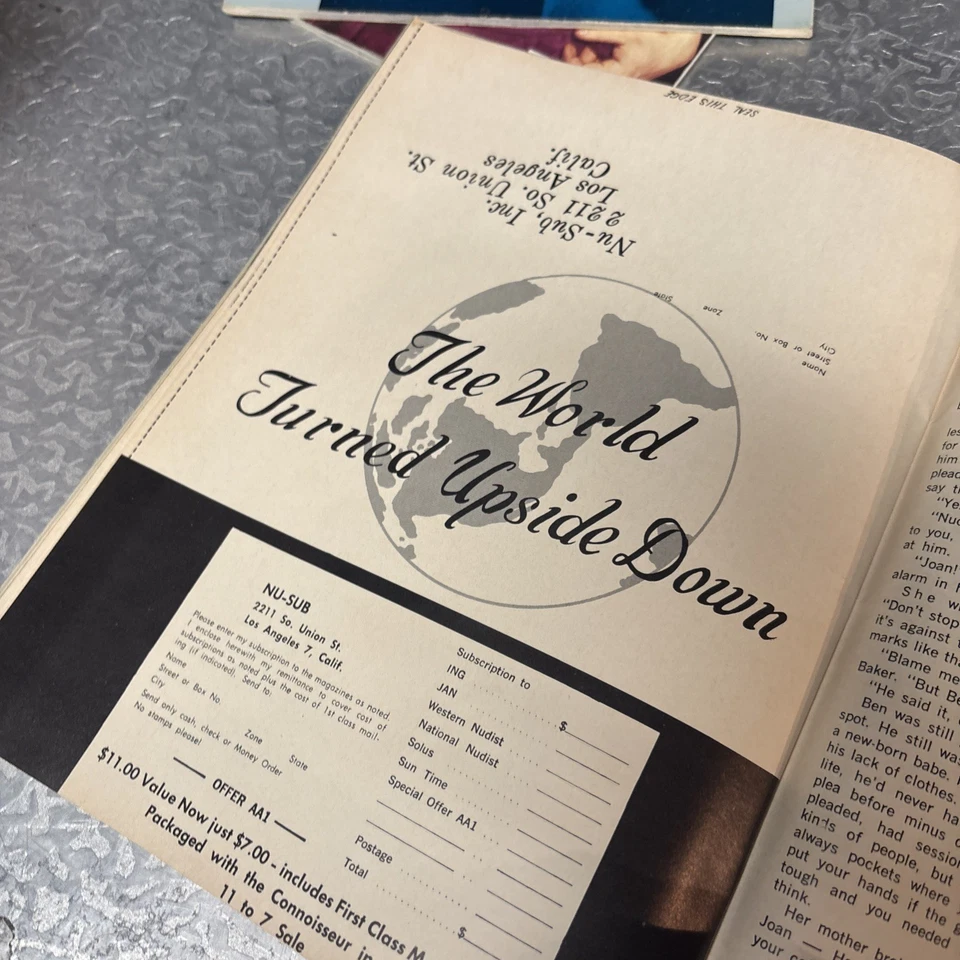 SEAL THIS EDGE
Nu-Sub, Inc.
2211 So. Union St.
Los Angeles
Calif.
Name
Street or Box No.
City Zone State
The World
Turned Upside Down
NU-SUB
2211 So. Union St.
Los Angeles 7, Calif.
Please enter my subscription to the magazines as noted.
I enclose herewith my remittance to cover cost of
subscriptions as noted plus the cost of 1st class mail-
ing (if indicated). Send to:
Name
Street or Box No.
City Zone State
Send only cash, check or Money Order
No stamps please!
Subscription to
ING $
JAN
Western Nudist
National Nudist
Solus
Sun Time
Special Offer AA1
Postage
Total $
OFFER AA1
$11.00 Value Now just $7.00 - includes First Class M
Packaged with the Connoisseur in
11 to 7 Sale
les
for
him
plead
say th
"Ye
"Nud
to you,
at him.
"Joan!
alarm in h
She w
"Don't stop
it's against t
marks like tha
"Blame me
Baker. "But Be
"He said it,
Ben was still
spot. He still was
a new-born babe.
his lack of clothes.
life, he'd never ha
plea before minus
pleaded, had session
kinds of people, but
always pockets where
put your hands if the g
tough and you needed
think.
Her mother bro
Joan — He
your co